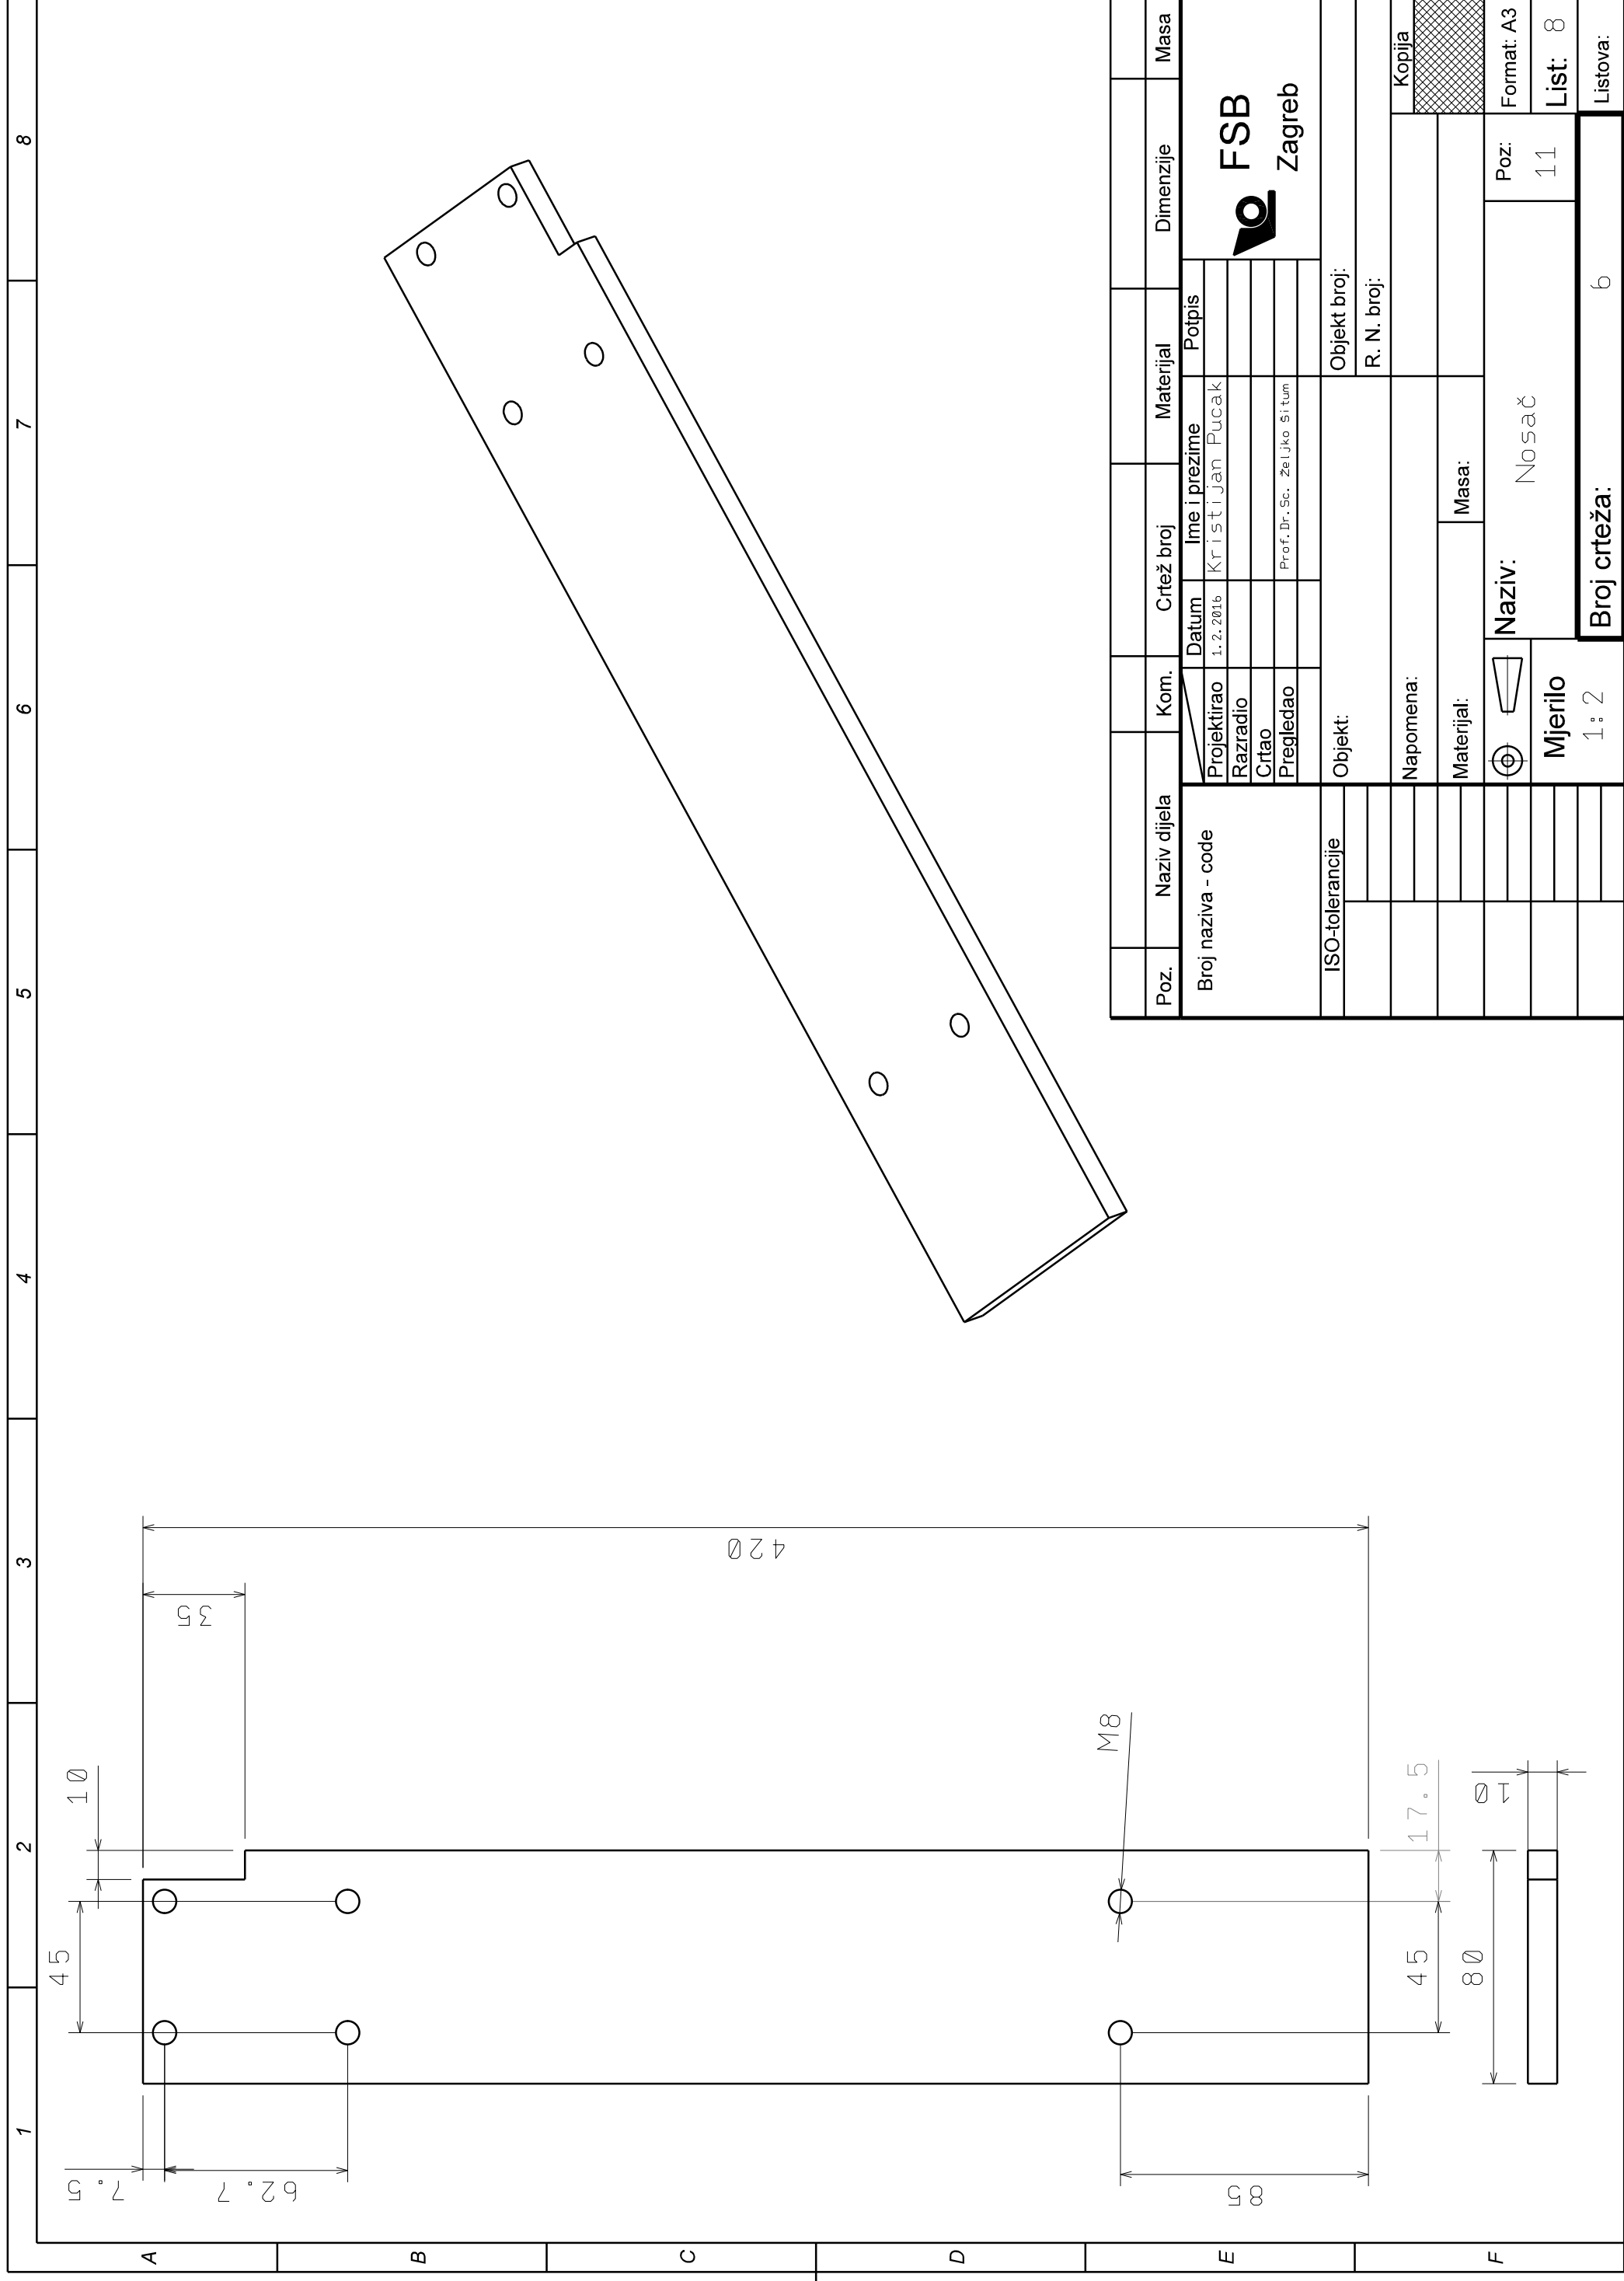 1 2 3 4 5 6 7 8
A
B
C
D
E
F
45
10
35
420
7.5
62.7
M8
85
45
17.5
80
10
Poz. Naziv dijela Kom. Crtež broj Materijal Dimenzije Masa
Broj naziva - code
Datum Ime i prezime Potpis
Projektirao 1.2.2016 Kristijan Pucak
Razradio
Crtao
Pregledao Prof.Dr.Sc. Željko Šitum
FSB
Zagreb
ISO-tolerancije
Objekt: Objekt broj:
R. N. broj:
Napomena: Kopija
Materijal: Masa:
Naziv: Nosač Poz: 11 Format: A3
Mjerilo
1:2
List: 8
Broj crteža: 6 Listova: